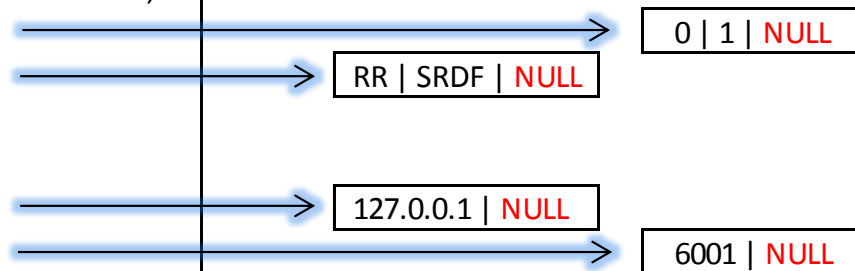 0 | 1 | NULL
RR | SRDF | NULL
127.0.0.1 | NULL
6001 | NULL